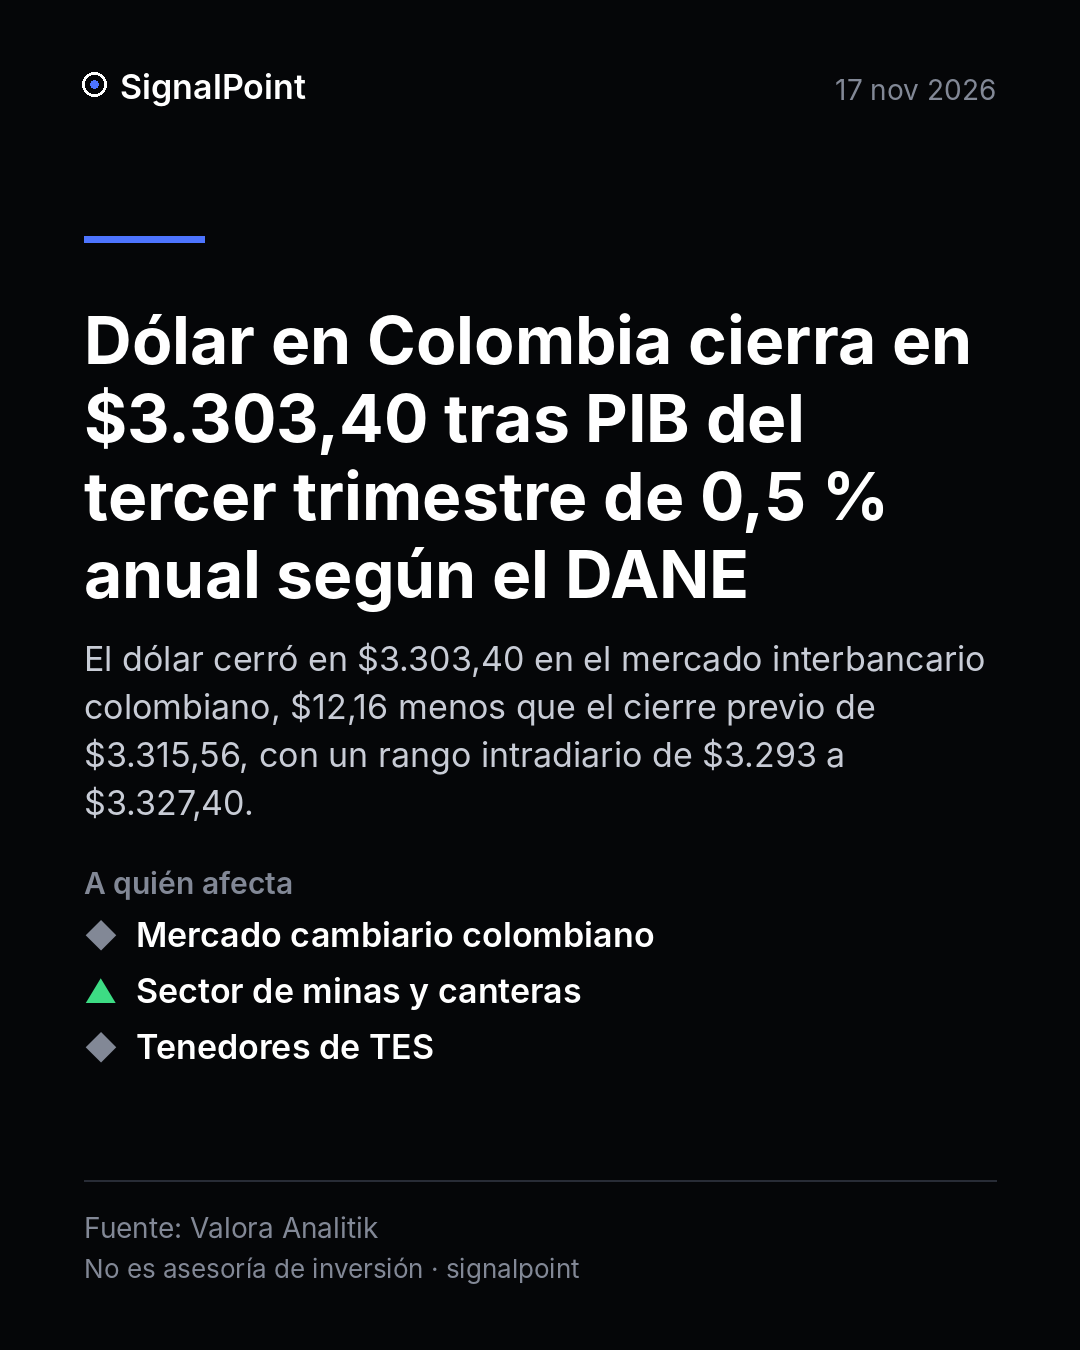 SignalPoint
17 nov 2026
Dólar en Colombia cierra en
$3.303,40 tras PIB del
tercer trimestre de 0,5 %
anual según el DANE
El dólar cerró en $3.303,40 en el mercado interbancario
colombiano, $12,16 menos que el cierre previo de
$3.315,56, con un rango intradiario de $3.293 a
$3.327,40.
A quién afecta
Mercado cambiario colombiano
Sector de minas y canteras
Tenedores de TES
Fuente: Valora Analitik
No es asesoría de inversión · signalpoint